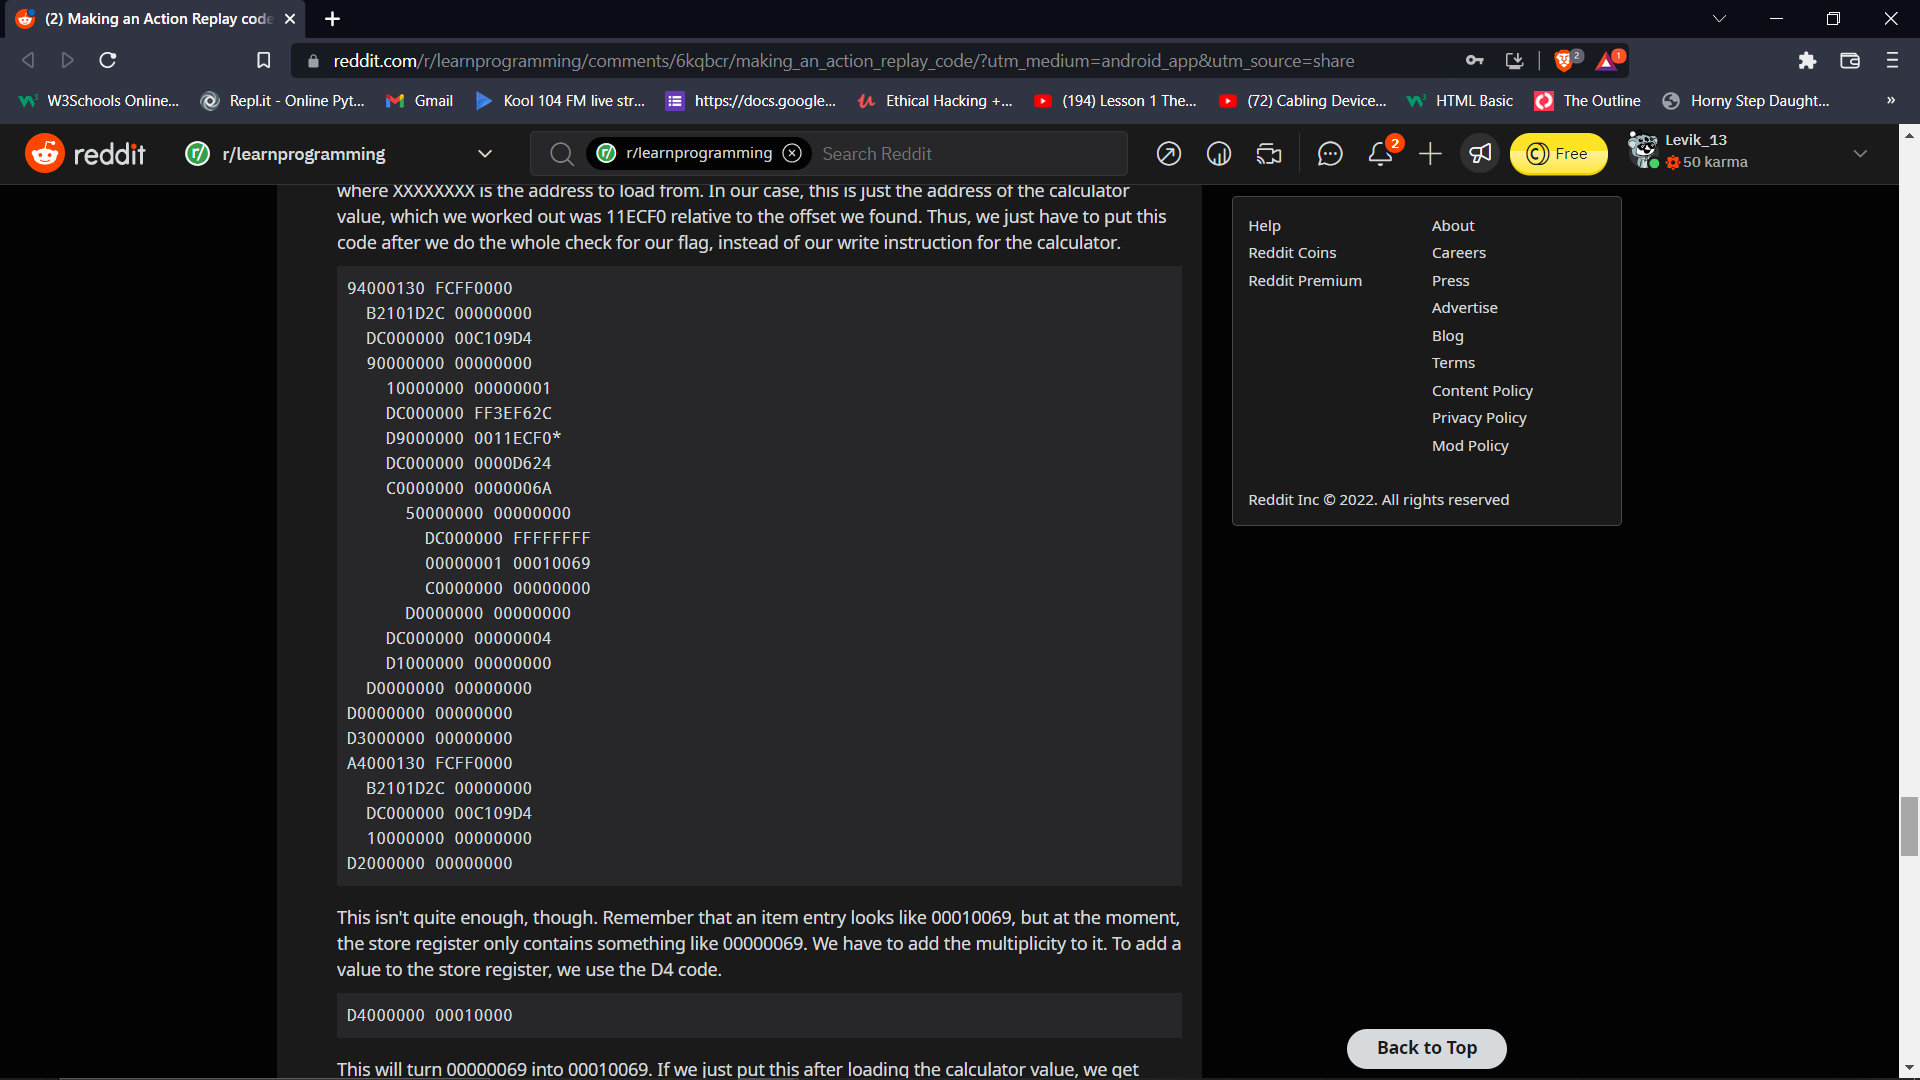 (2) Making an Action Replay code
reddit.com/r/learnprogramming/comments/6kqbcr/making_an_action_replay_code/?utm_medium=android_app&utm_source=share
2
1
W3Schools Online...
Repl.it - Online Pyt...
Gmail
Kool 104 FM live str...
https://docs.google...
Ethical Hacking +...
(194) Lesson 1 The...
(72) Cabling Device...
HTML Basic
The Outline
Horny Step Daught...
»
reddit
r/ r/learnprogramming
r/ r/learnprogramming
Search Reddit
2
Free
Levik_13
50 karma
where XXXXXXXX is the address to load from. In our case, this is just the address of the calculator
value, which we worked out was 11ECF0 relative to the offset we found. Thus, we just have to put this
code after we do the whole check for our flag, instead of our write instruction for the calculator.
94000130 FCFF0000
B2101D2C 00000000
DC000000 00C109D4
90000000 00000000
10000000 00000001
DC000000 FF3EF62C
D9000000 0011ECF0*
DC000000 0000D624
C0000000 0000006A
50000000 00000000
DC000000 FFFFFFFF
00000001 00010069
C0000000 00000000
D0000000 00000000
DC000000 00000004
D1000000 00000000
D0000000 00000000
D0000000 00000000
D3000000 00000000
A4000130 FCFF0000
B2101D2C 00000000
DC000000 00C109D4
10000000 00000000
D2000000 00000000
This isn't quite enough, though. Remember that an item entry looks like 00010069, but at the moment,
the store register only contains something like 00000069. We have to add the multiplicity to it. To add a
value to the store register, we use the D4 code.
D4000000 00010000
This will turn 00000069 into 00010069. If we just put this after loading the calculator value, we get
Help
Reddit Coins
Reddit Premium
About
Careers
Press
Advertise
Blog
Terms
Content Policy
Privacy Policy
Mod Policy
Reddit Inc © 2022. All rights reserved
Back to Top